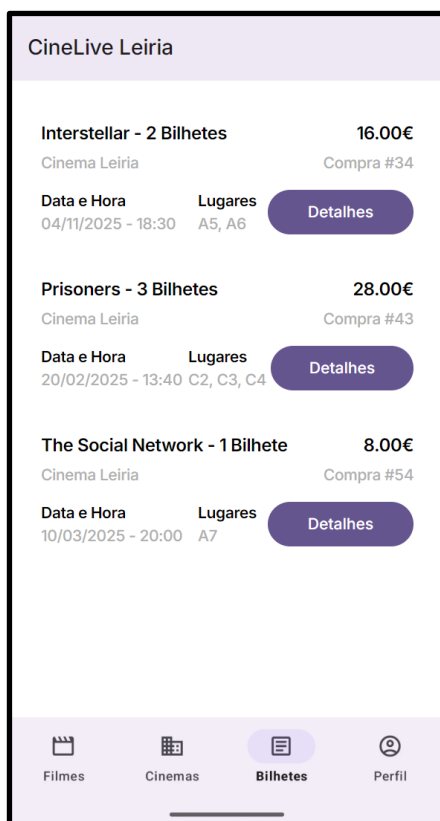 CineLive Leiria
Interstellar - 2 Bilhetes 16.00€
Cinema Leiria Compra #34
Data e Hora Lugares Detalhes
04/11/2025 - 18:30 A5, A6
Prisoners - 3 Bilhetes 28.00€
Cinema Leiria Compra #43
Data e Hora Lugares Detalhes
20/02/2025 - 13:40 C2, C3, C4
The Social Network - 1 Bilhete 8.00€
Cinema Leiria Compra #54
Data e Hora Lugares Detalhes
10/03/2025 - 20:00 A7
Filmes Cinemas Bilhetes Perfil